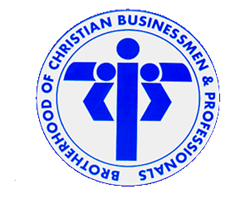 BROTHERHOOD OF CHRISTIAN BUSINESSMEN & PROFESSIONALS